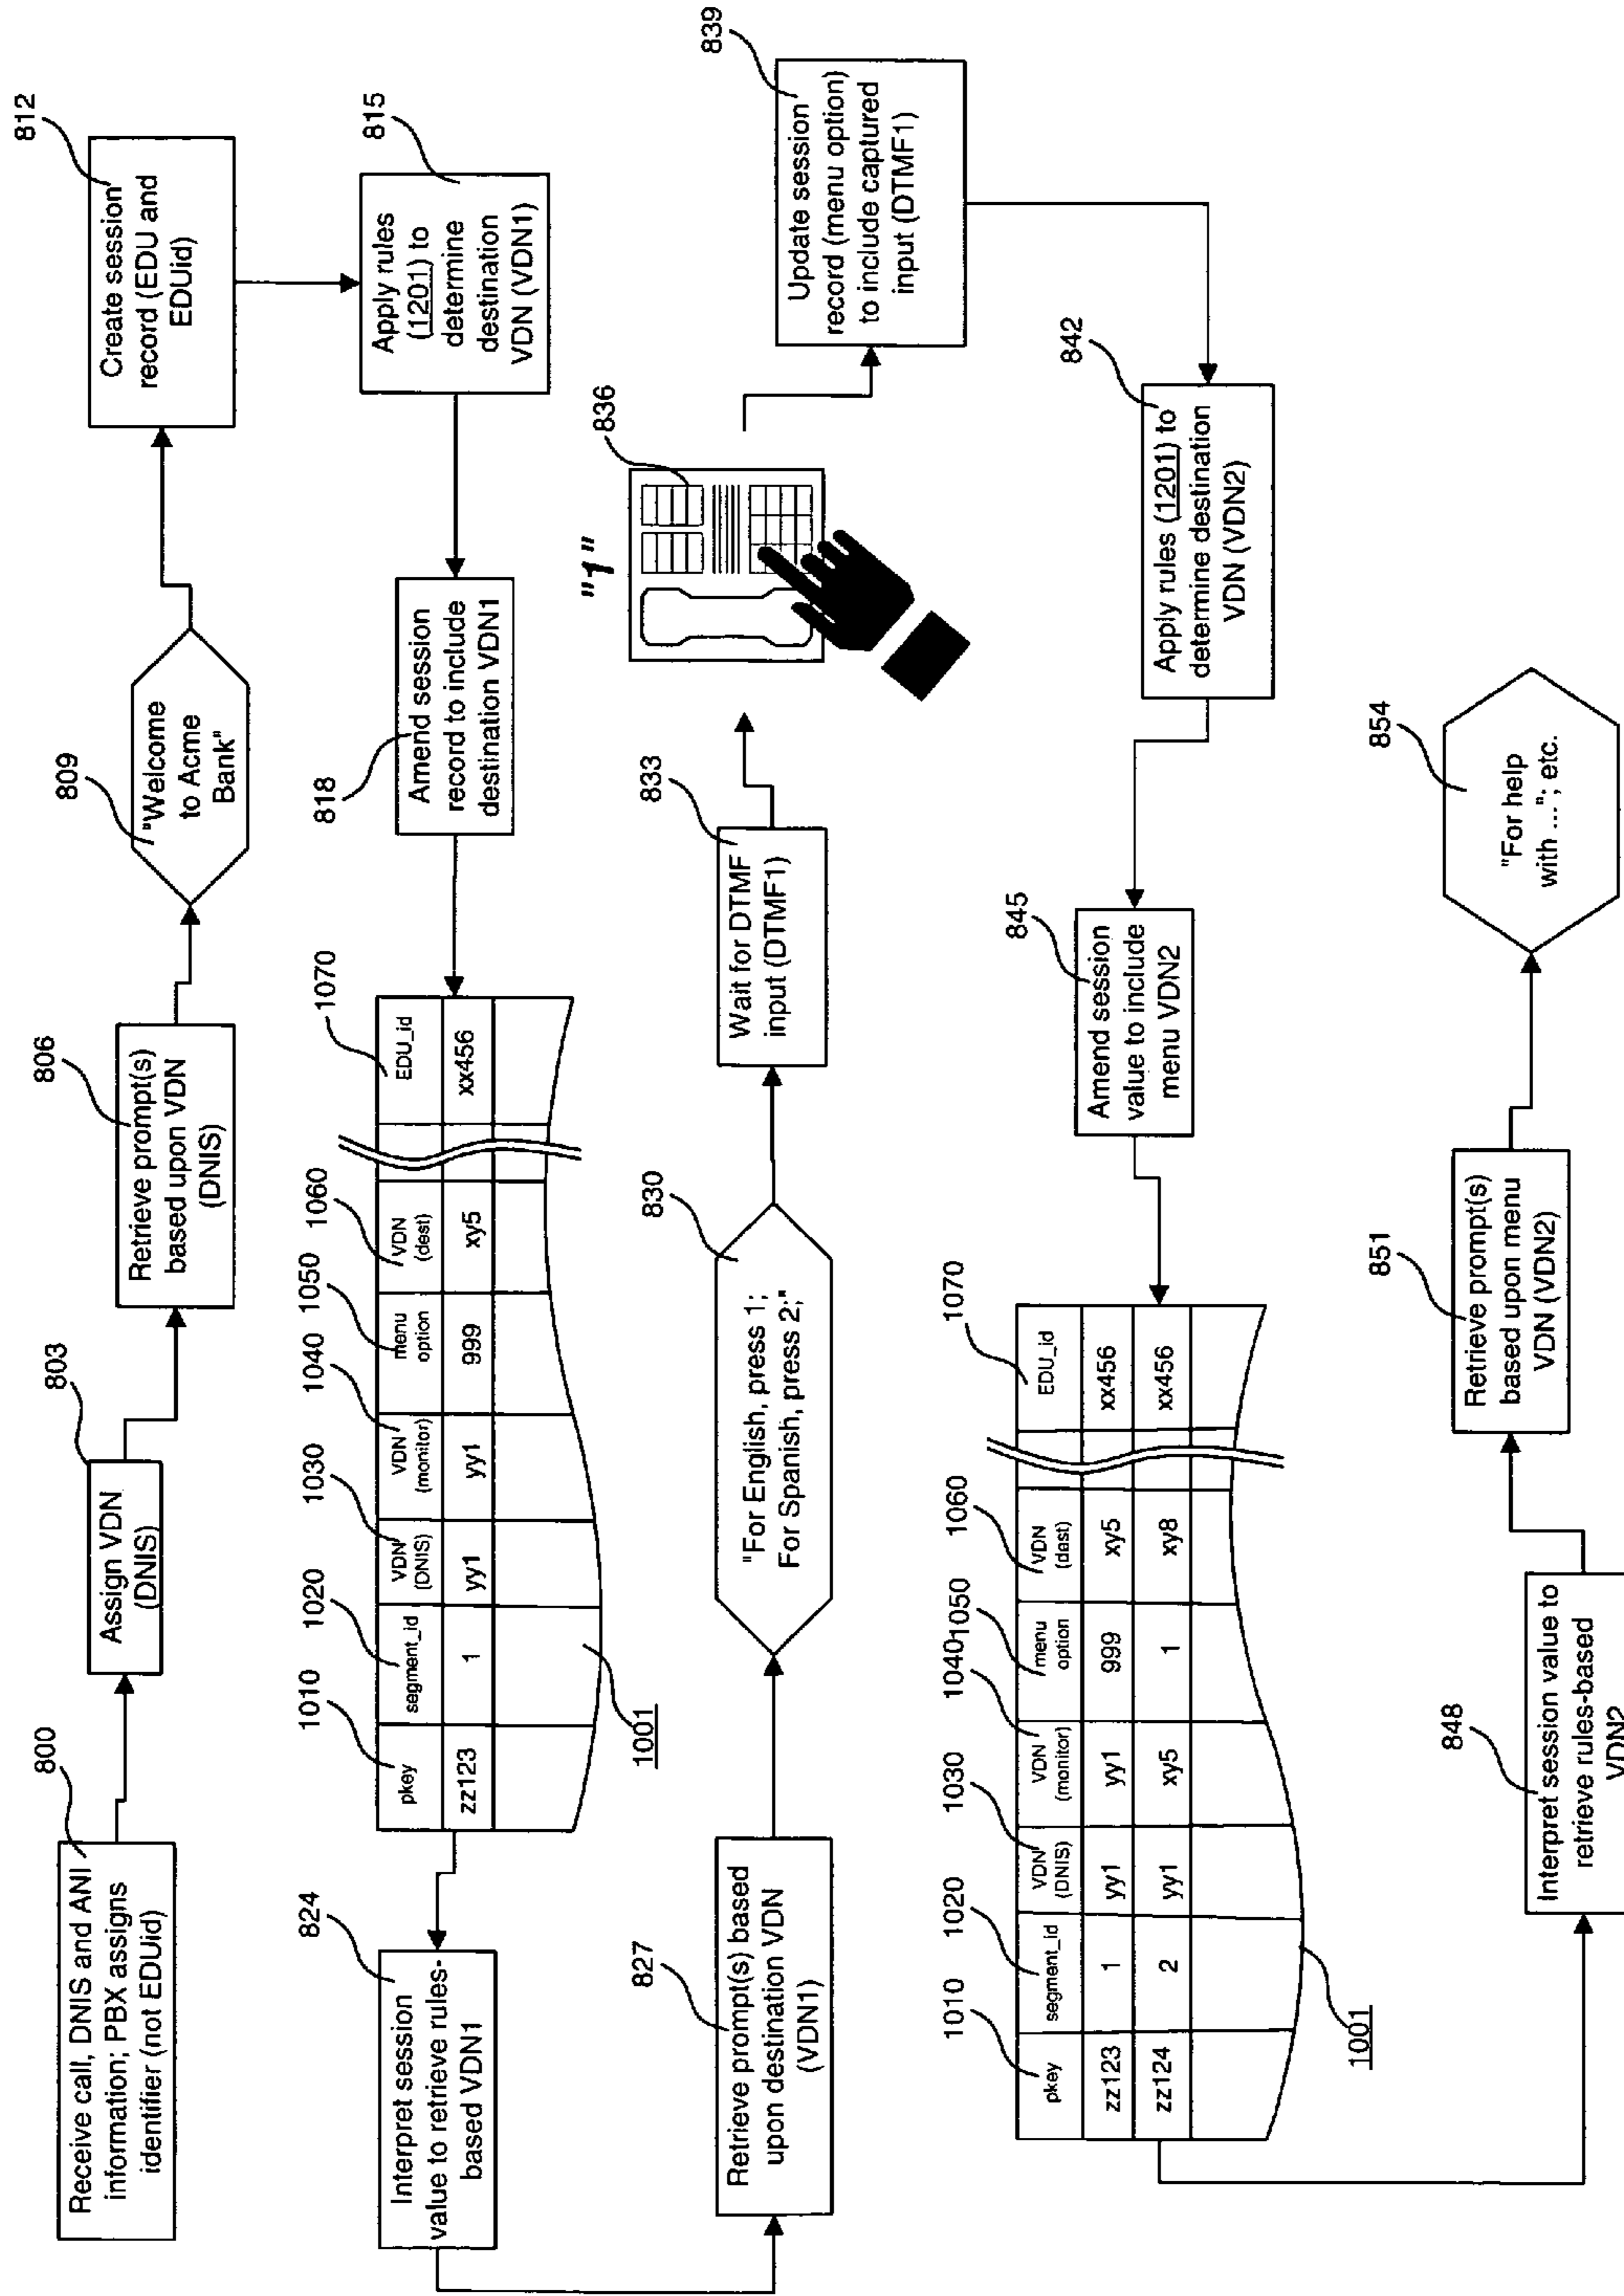 800
Receive call, DNIS and ANI
information; PBX assigns
identifier (not EDUid)
803
Assign VDN
(DNIS)
806
Retrieve prompt(s)
based upon VDN
(DNIS)
809
"Welcome
to Acme
Bank"
812
Create session
record (EDU and
EDUid)
815
Apply rules
(1201) to
determine
destination
VDN (VDN1)
818
Amend session
record to include
destination VDN1
1010 1020 1030 1040 1050 1060 1070
pkey segment_id VDN (DNIS) VDN (monitor) menu option VDN (dest) EDU_id
zz123 1 yy1 yy1 999 xy5 xx456
1001
824
Interpret session
value to retrieve rules-
based VDN1
827
Retrieve prompt(s) based
upon destination VDN
(VDN1)
830
"For English, press 1;
For Spanish, press 2;"
833
Wait for DTMF
input (DTMF1)
"1"
836
839
Update session
record (menu option)
to include captured
input (DTMF1)
842
Apply rules (1201) to
determine destination
VDN (VDN2)
845
Amend session
value to include
menu VDN2
1010 1020 1030 1040 1050 1060 1070
pkey segment_id VDN (DNIS) VDN (monitor) menu option VDN (dest) EDU_id
zz123 1 yy1 yy1 999 xy5 xx456
zz124 2 yy1 xy5 1 xy8 xx456
1001
848
Interpret session value to
retrieve rules-based
VDN2
851
Retrieve prompt(s)
based upon menu
VDN (VDN2)
854
"For help
with ..."; etc.